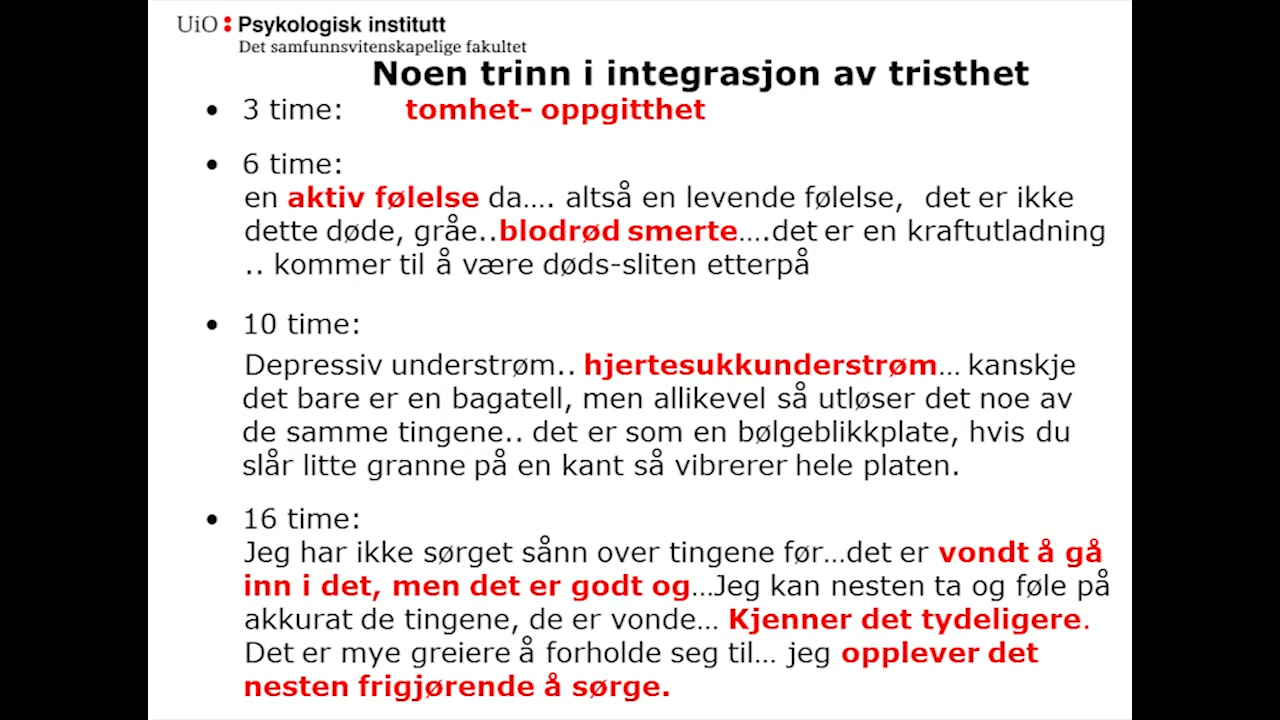 UiO : Psykologisk institutt
Det samfunnsvitenskapelige fakultet
Noen trinn i integrasjon av tristhet
• 3 time: tomhet- oppgitthet
• 6 time:
en aktiv følelse da.... altså en levende følelse, det er ikke
dette døde, gråe..blodrød smerte....det er en kraftutladning
.. kommer til å være døds-sliten etterpå
• 10 time:
Depressiv understrøm.. hjertesukkunderstrøm... kanskje
det bare er en bagatell, men allikevel så utløser det noe av
de samme tingene.. det er som en bølgeblikkplate, hvis du
slår litte granne på en kant så vibrerer hele platen.
• 16 time:
Jeg har ikke sørget sånn over tingene før...det er vondt å gå
inn i det, men det er godt og...Jeg kan nesten ta og føle på
akkurat de tingene, de er vonde... Kjenner det tydeligere.
Det er mye greiere å forholde seg til... jeg opplever det
nesten frigjørende å sørge.